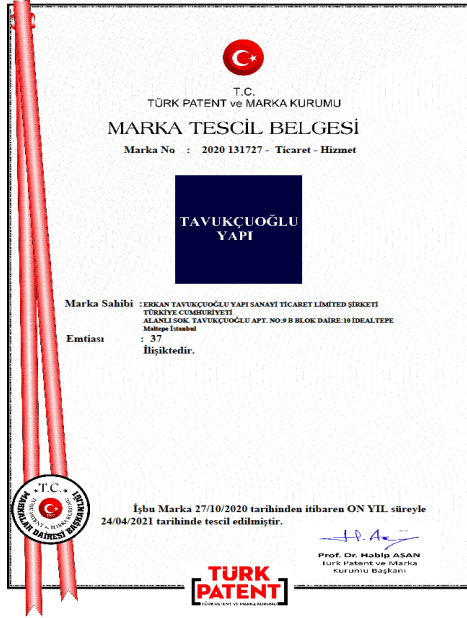 T.C.
TÜRK PATENT ve MARKA KURUMU
MARKA TESCİL BELGESİ
Marka No : 2020 131727 - Ticaret - Hizmet
TAVUKÇUOĞLU
YAPI
Marka Sahibi : ERKAN TAVUKÇUOĞLU YAPI SANAYİ TİCARET LİMİTED ŞİRKETİ
TÜRKİYE CUMHURİYETİ
ALANLI SOK. TAVUKÇUOĞLU APT. NO:9 B BLOK DAİRE:10 İDEALTEPE
Maltepe İstanbul
Emtiası : 37
İlişiktedir.
T.C.
MARKALAR DAİRESİ BAŞKANLIĞI
İşbu Marka 27/10/2020 tarihinden itibaren ON YIL süreyle
24/04/2021 tarihinde tescil edilmiştir.
Prof. Dr. Habip ASAN
Türk Patent ve Marka
Kurumu Başkanı
TÜRK
PATENT
TÜRK PATENT VE MARKA KURUMU